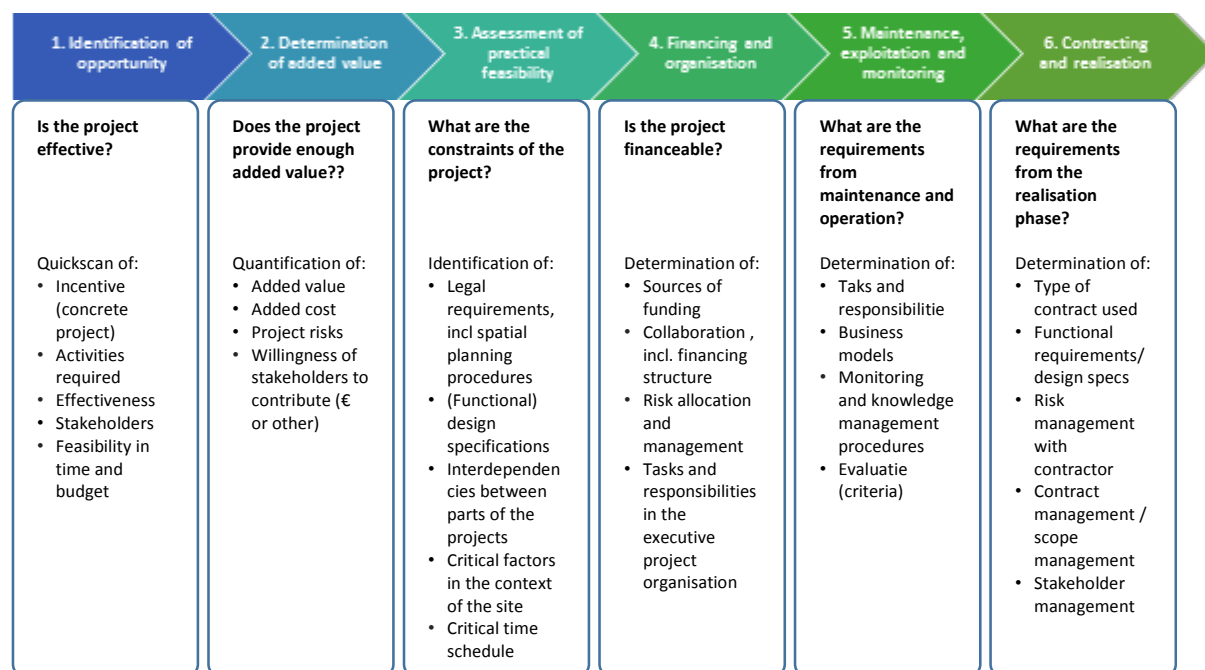 1. Identification of
opportunity
2. Determination
of added value
3. Assessment of
practical
feasibility
4. Financing and
organisation
5. Maintenance,
exploitation and
monitoring
6. Contracting
and realisation
Is the project
effective?
Quickscan of:
• Incentive
(concrete
project)
• Activities
required
• Effectiveness
• Stakeholders
• Feasibility in
time and
budget
Does the project
provide enough
added value??
Quantification of:
• Added value
• Added cost
• Project risks
• Willingness of
stakeholders to
contribute (€
or other)
What are the
constraints of the
project?
Identification of:
• Legal
requirements,
incl spatial
planning
procedures
• (Functional)
design
specifications
• Interdependen
cies between
parts of the
projects
• Critical factors
in the context
of the site
• Critical time
schedule
Is the project
financeable?
Determination of:
• Sources of
funding
• Collaboration ,
incl. financing
structure
• Risk allocation
and
management
• Tasks and
responsibilities
in the
executive
project
organisation
What are the
requirements
from
maintenance and
operation?
Determination of:
• Taks and
responsibilitie
• Business
models
• Monitoring
and knowledge
management
procedures
• Evaluatie
(criteria)
What are the
requirements
from the
realisation
phase?
Determination of:
• Type of
contract used
• Functional
requirements/
design specs
• Risk
management
with
contractor
• Contract
management /
scope
management
• Stakeholder
management